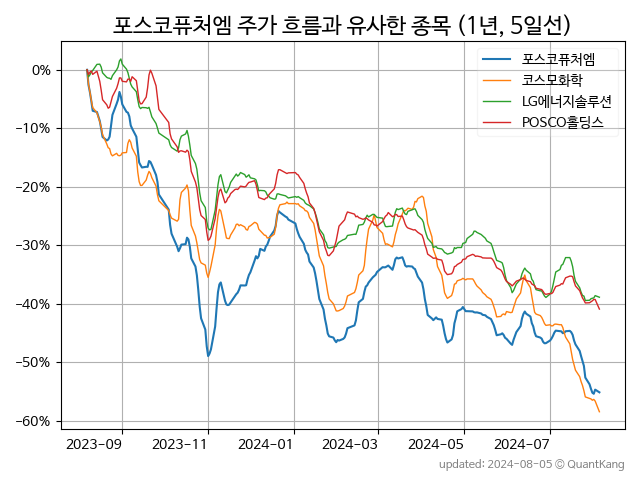 포스코퓨처엠 주가 흐름과 유사한 종목 (1년, 5일선)
포스코퓨처엠
코스모화학
LG에너지솔루션
POSCO홀딩스
0%
−10%
−20%
−30%
−40%
−50%
−60%
2023-09 2023-11 2024-01 2024-03 2024-05 2024-07
updated: 2024-08-05 © QuantKang